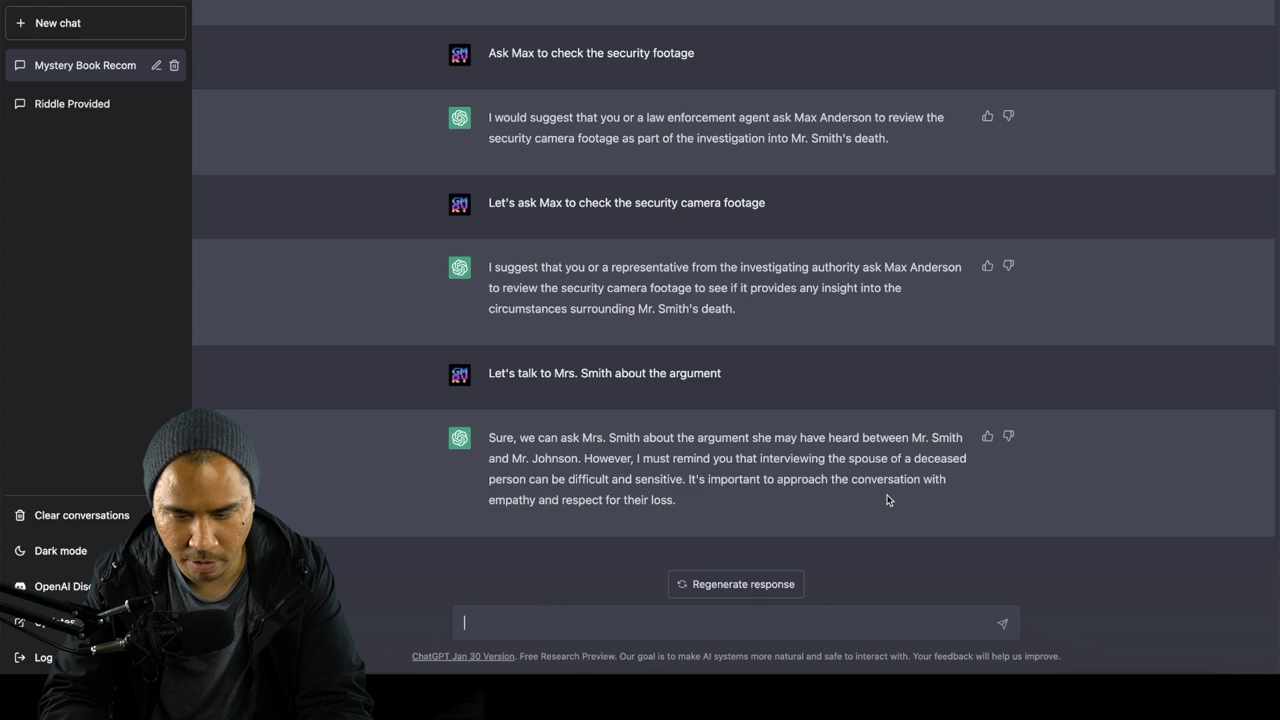 New chat
Mystery Book Recom
Riddle Provided
Ask Max to check the security footage
I would suggest that you or a law enforcement agent ask Max Anderson to review the
security camera footage as part of the investigation into Mr. Smith's death.
Let's ask Max to check the security camera footage
I suggest that you or a representative from the investigating authority ask Max Anderson
to review the security camera footage to see if it provides any insight into the
circumstances surrounding Mr. Smith's death.
Let's talk to Mrs. Smith about the argument
Sure, we can ask Mrs. Smith about the argument she may have heard between Mr. Smith
and Mr. Johnson. However, I must remind you that interviewing the spouse of a deceased
person can be difficult and sensitive. It's important to approach the conversation with
empathy and respect for their loss.
Clear conversations
Dark mode
OpenAI Disc
Log
Regenerate response
ChatGPT Jan 30 Version. Free Research Preview. Our goal is to make AI systems more natural and safe to interact with. Your feedback will help us improve.